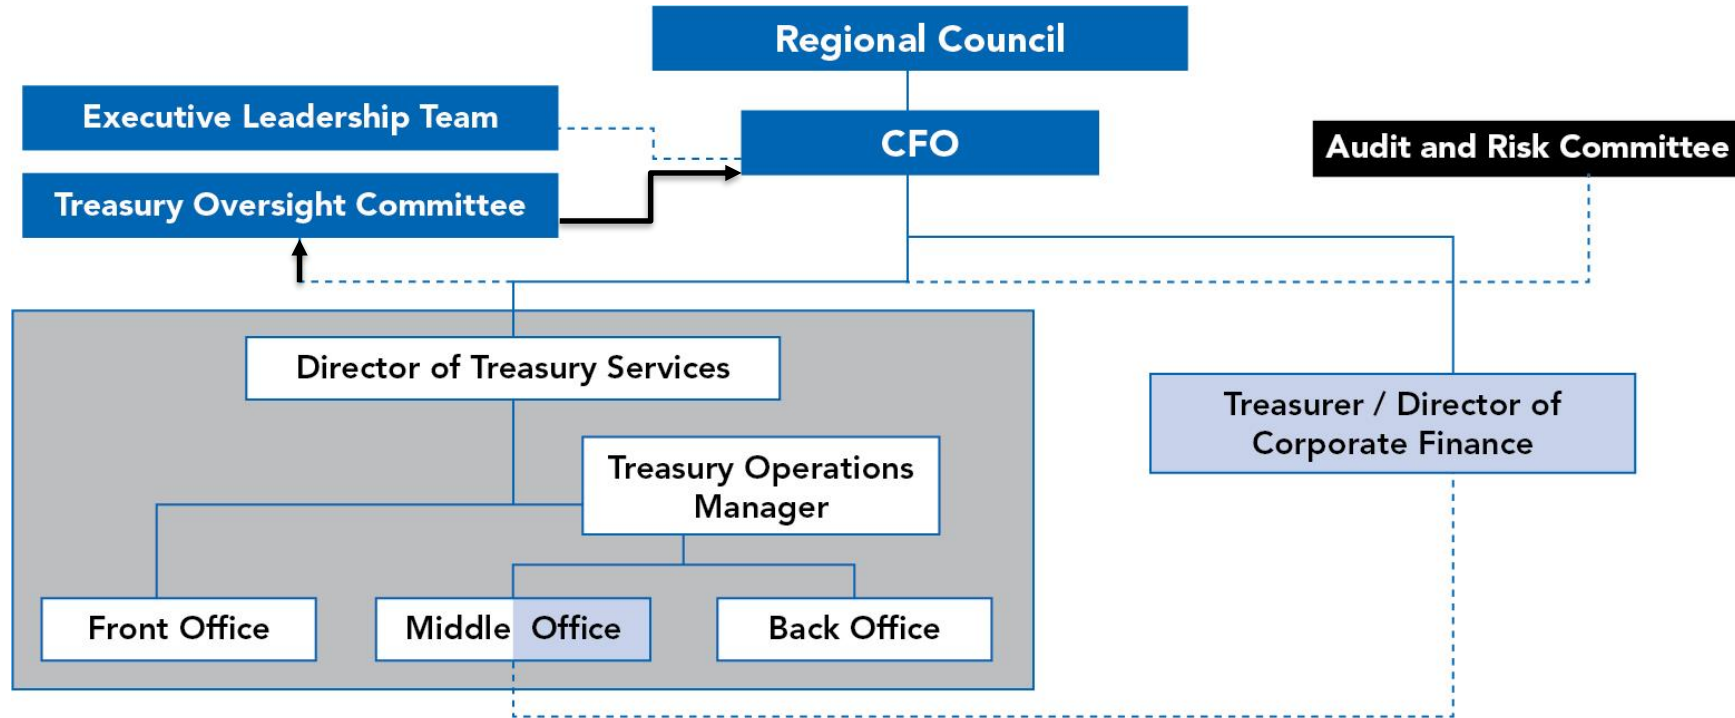 Regional Council
Executive Leadership Team
CFO
Audit and Risk Committee
Treasury Oversight Committee
Director of Treasury Services
Treasurer / Director of
Corporate Finance
Treasury Operations
Manager
Front Office
Middle Office
Back Office